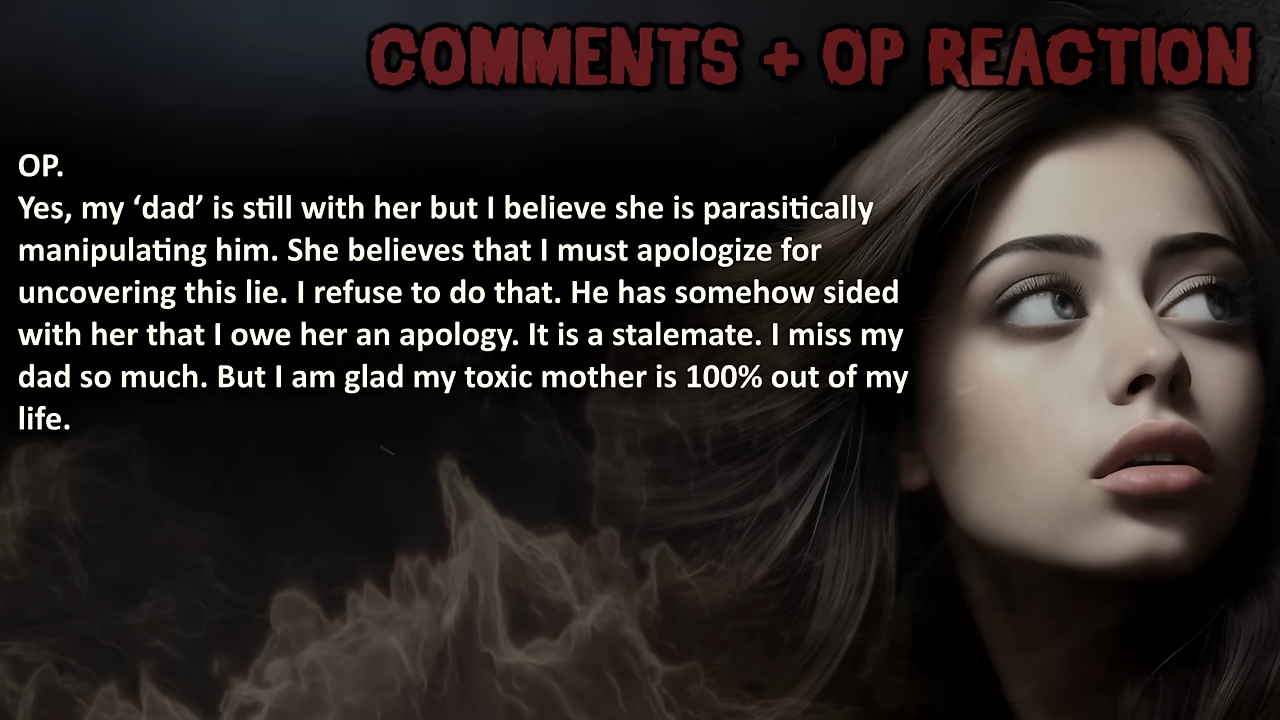 COMMENTS + OP REACTION
OP.
Yes, my ‘dad’ is still with her but I believe she is parasitically
manipulating him. She believes that I must apologize for
uncovering this lie. I refuse to do that. He has somehow sided
with her that I owe her an apology. It is a stalemate. I miss my
dad so much. But I am glad my toxic mother is 100% out of my
life.